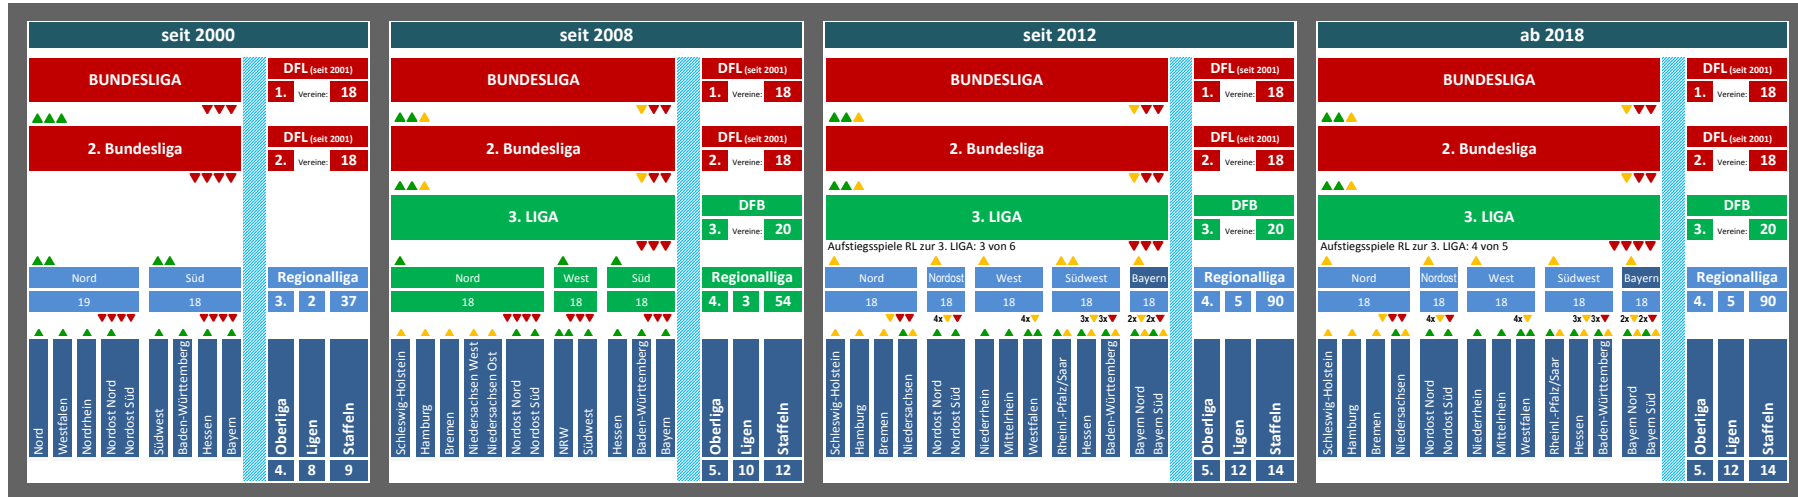 seit 2000
BUNDESLIGA
DFL (seit 2001)
1. Vereine: 18
2. Bundesliga
DFL (seit 2001)
2. Vereine: 18
Nord Süd Regionalliga
19 18 3. 2 37
Nord
Westfalen
Nordrhein
Nordost Nord
Nordost Süd
Südwest
Baden-Württemberg
Hessen
Bayern
Oberliga
Ligen
Staffeln
4. 8 9
seit 2008
BUNDESLIGA
DFL (seit 2001)
1. Vereine: 18
2. Bundesliga
DFL (seit 2001)
2. Vereine: 18
3. LIGA
DFB
3. Vereine: 20
Nord West Süd Regionalliga
18 18 18 4. 3 54
Schleswig-Holstein
Hamburg
Bremen
Niedersachsen West
Niedersachsen Ost
Nordost Nord
Nordost Süd
NRW
Südwest
Hessen
Baden-Württemberg
Bayern
Oberliga
Ligen
Staffeln
5. 10 12
seit 2012
BUNDESLIGA
DFL (seit 2001)
1. Vereine: 18
2. Bundesliga
DFL (seit 2001)
2. Vereine: 18
3. LIGA
DFB
3. Vereine: 20
Aufstiegsspiele RL zur 3. LIGA: 3 von 6
Nord Nordost West Südwest Bayern Regionalliga
18 18 18 18 18 4. 5 90
4x 4x 3x 3x 2x 2x
Schleswig-Holstein
Hamburg
Bremen
Niedersachsen
Nordost Nord
Nordost Süd
Niederrhein
Mittelrhein
Westfalen
Rheinl.-Pfalz/Saar
Hessen
Baden-Württemberg
Bayern Nord
Bayern Süd
Oberliga
Ligen
Staffeln
5. 12 14
ab 2018
BUNDESLIGA
DFL (seit 2001)
1. Vereine: 18
2. Bundesliga
DFL (seit 2001)
2. Vereine: 18
3. LIGA
DFB
3. Vereine: 20
Aufstiegsspiele RL zur 3. LIGA: 4 von 5
Nord Nordost West Südwest Bayern Regionalliga
18 18 18 18 18 4. 5 90
4x 4x 3x 3x 2x 2x
Schleswig-Holstein
Hamburg
Bremen
Niedersachsen
Nordost Nord
Nordost Süd
Niederrhein
Mittelrhein
Westfalen
Rheinl.-Pfalz/Saar
Hessen
Baden-Württemberg
Bayern Nord
Bayern Süd
Oberliga
Ligen
Staffeln
5. 12 14